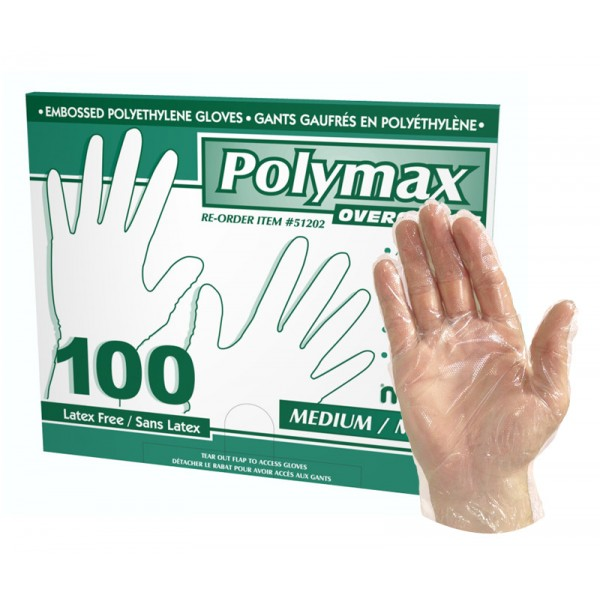 • EMBOSSED POLYETHYLENE GLOVES • GANTS GAUFRÉS EN POLYÉTHYLÈNE •
Polymax
RE-ORDER ITEM #51202
100
Latex Free / Sans Latex
MEDIUM /
TEAR OUT FLAP TO ACCESS GLOVES
DÉTACHER LE RABAT POUR AVOIR ACCÈS AUX GANTS